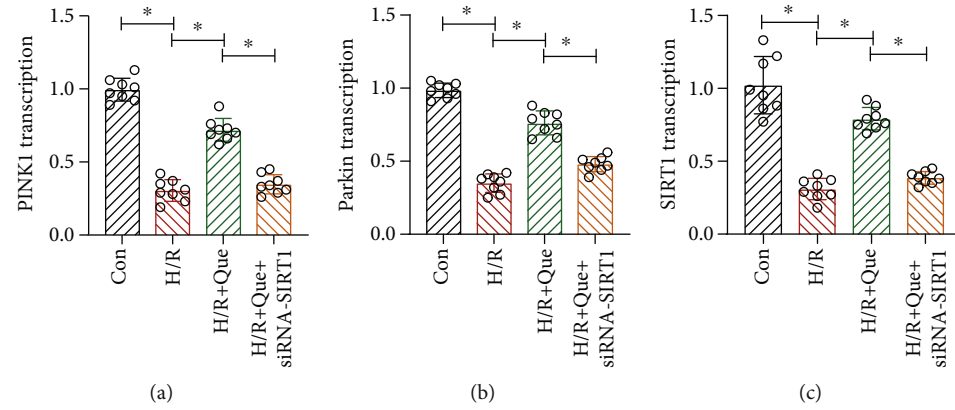 PINK1 transcription
1.5
1.0
0.5
0.0
*
*
*
Con
H/R
H/R+Que
H/R+Que+
siRNA-SIRT1
(a)
Parkin transcription
1.5
1.0
0.5
0.0
*
*
*
Con
H/R
H/R+Que
H/R+Que+
siRNA-SIRT1
(b)
SIRT1 transcription
1.5
1.0
0.5
0.0
*
*
*
Con
H/R
H/R+Que
H/R+Que+
siRNA-SIRT1
(c)